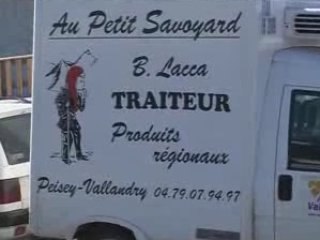 Au Petit Savoyard
B. Lacca
TRAITEUR
Produits
régionaux
Peisey-Vallandry 04.79.07.94.97